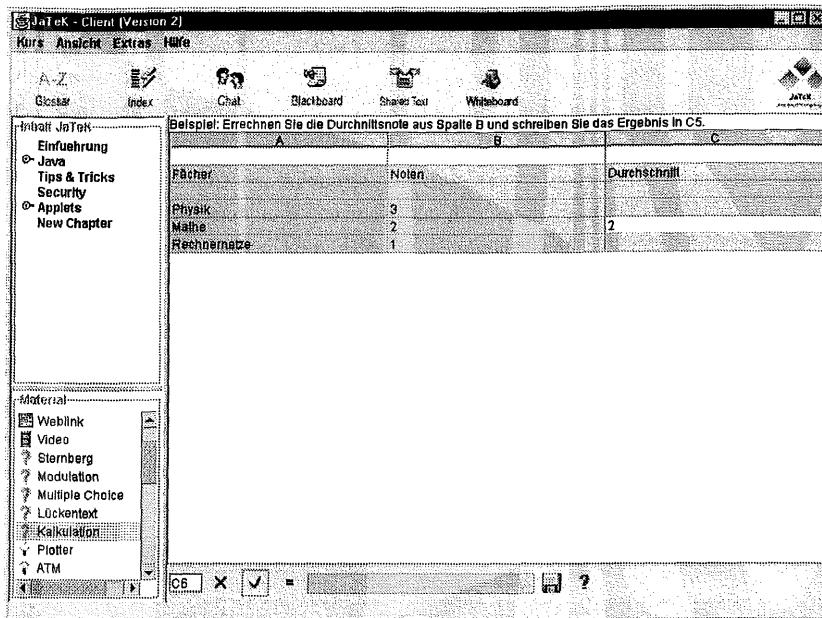 JaTeK - Client (Version 2)
Kurs Ansicht Extras Hilfe
A-Z
Glossar Index Chat Blackboard Shared Text Whiteboard
JATEK
Inhalt JaTeK
Einfuehrung
Java
Tips & Tricks
Security
Applets
New Chapter
Material
Weblink
Video
Sternberg
Modulation
Multiple Choice
Lückentext
Kalkulation
Plotter
ATM
Beispiel: Errechnen Sie die Durchnittsnote aus Spalte B und schreiben Sie das Ergebnis in C5.
A B C
Fächer Noten Durchschnitt
Physik 3
Mathe 2 2
Rechnernetze 1
C6 =